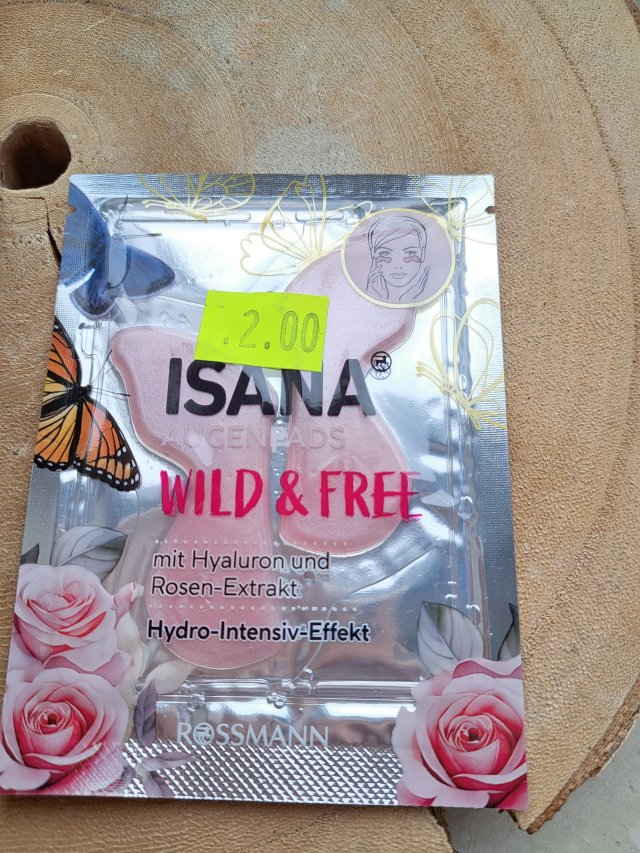 .2.00
ISANA®
AUGENPADS
WILD & FREE
mit Hyaluron und
Rosen-Extrakt
Hydro-Intensiv-Effekt
ROSSMANN